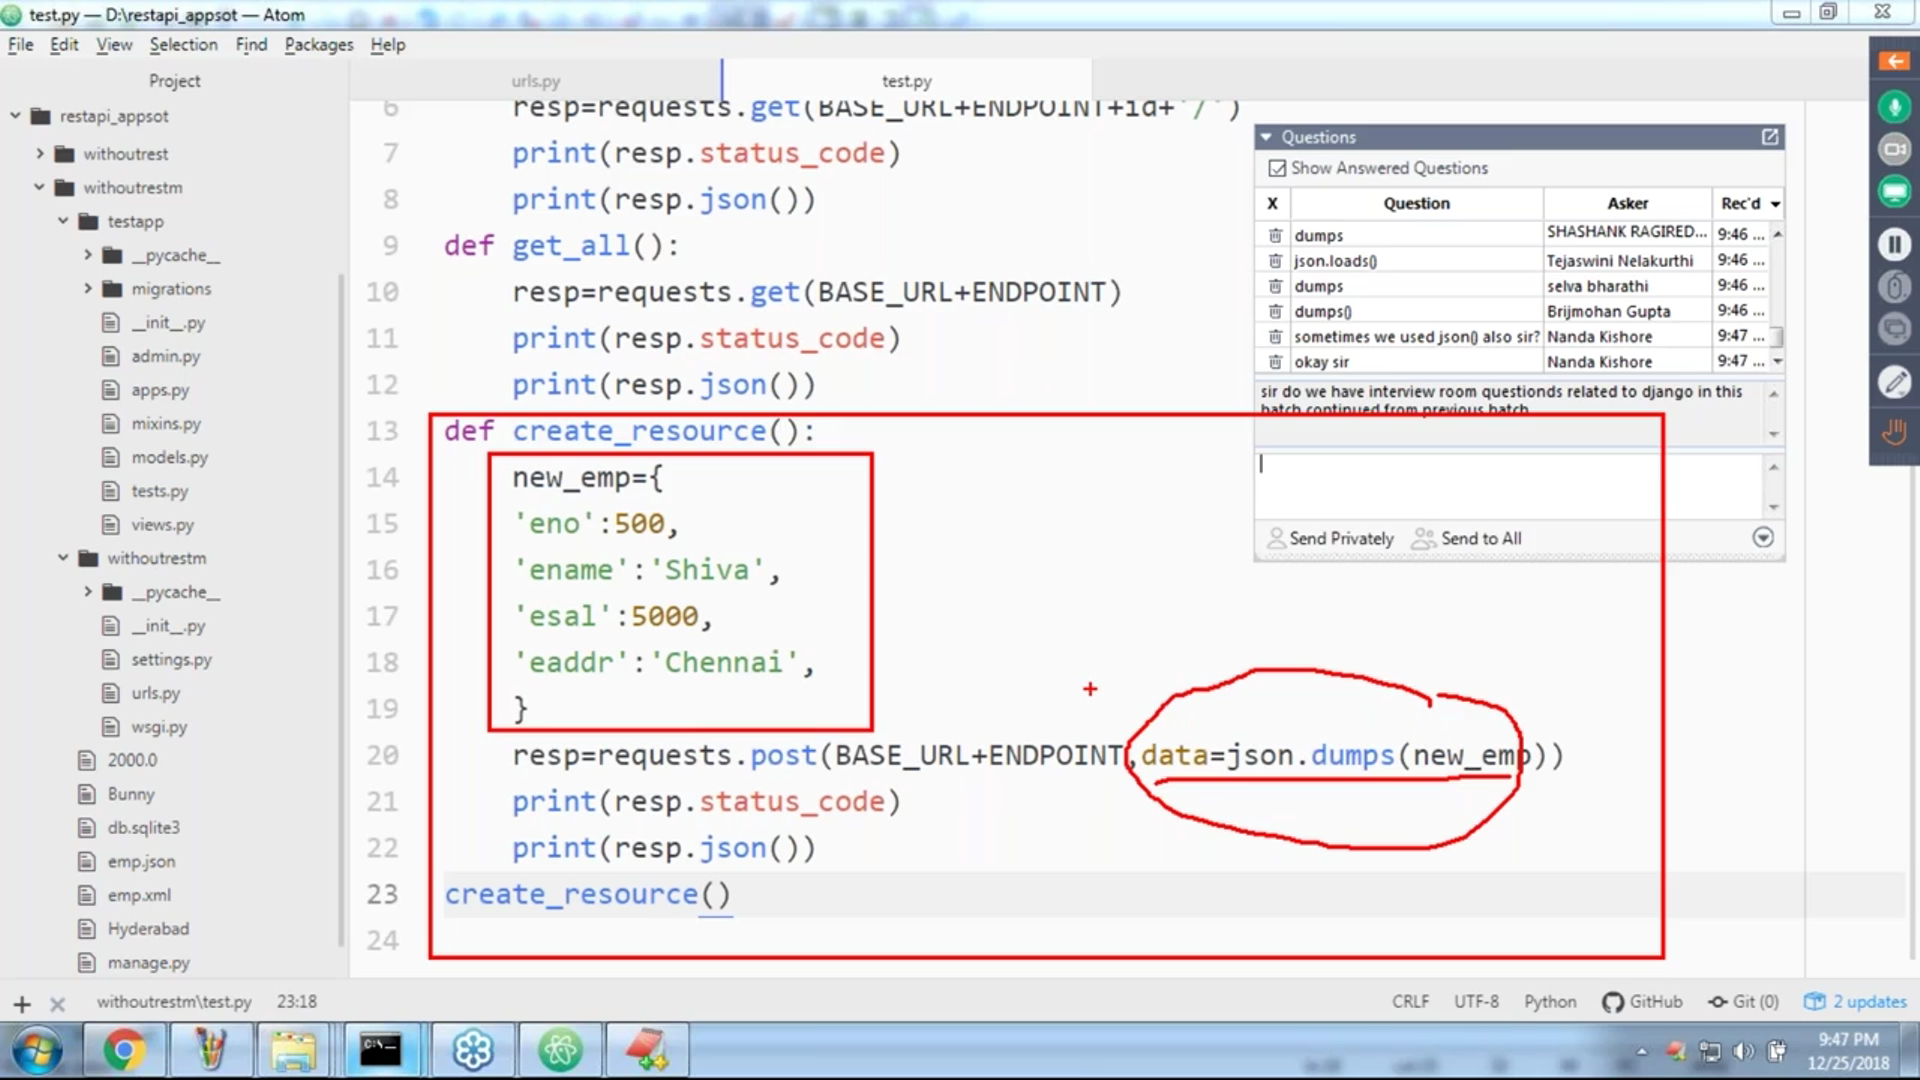 test.py — D:\restapi_appsot — Atom
File Edit View Selection Find Packages Help
Project
restapi_appsot
withoutrest
withoutrestm
testapp
__pycache__
migrations
__init__.py
admin.py
apps.py
mixins.py
models.py
tests.py
views.py
withoutrestm
__pycache__
__init__.py
settings.py
urls.py
wsgi.py
2000.0
Bunny
db.sqlite3
emp.json
emp.xml
Hyderabad
manage.py
urls.py
test.py
6 resp=requests.get(BASE_URL+ENDPOINT+id+'/')
7 print(resp.status_code)
8 print(resp.json())
9 def get_all():
10 resp=requests.get(BASE_URL+ENDPOINT)
11 print(resp.status_code)
12 print(resp.json())
13 def create_resource():
14 new_emp={
15 'eno':500,
16 'ename':'Shiva',
17 'esal':5000,
18 'eaddr':'Chennai',
19 }
20 resp=requests.post(BASE_URL+ENDPOINT,data=json.dumps(new_emp))
21 print(resp.status_code)
22 print(resp.json())
23 create_resource()
24
Questions
Show Answered Questions
X Question Asker Rec'd
dumps SHASHANK RAGIRED... 9:46 ...
json.loads() Tejaswini Nelakurthi 9:46 ...
dumps selva bharathi 9:46 ...
dumps() Brijmohan Gupta 9:46 ...
sometimes we used json() also sir? Nanda Kishore 9:47 ...
okay sir Nanda Kishore 9:47 ...
sir do we have interview room questionds related to django in this
batch continued from previous batch
Send Privately Send to All
withoutrestm\test.py 23:18
CRLF UTF-8 Python GitHub Git (0) 2 updates
C:\_
9:47 PM
12/25/2018